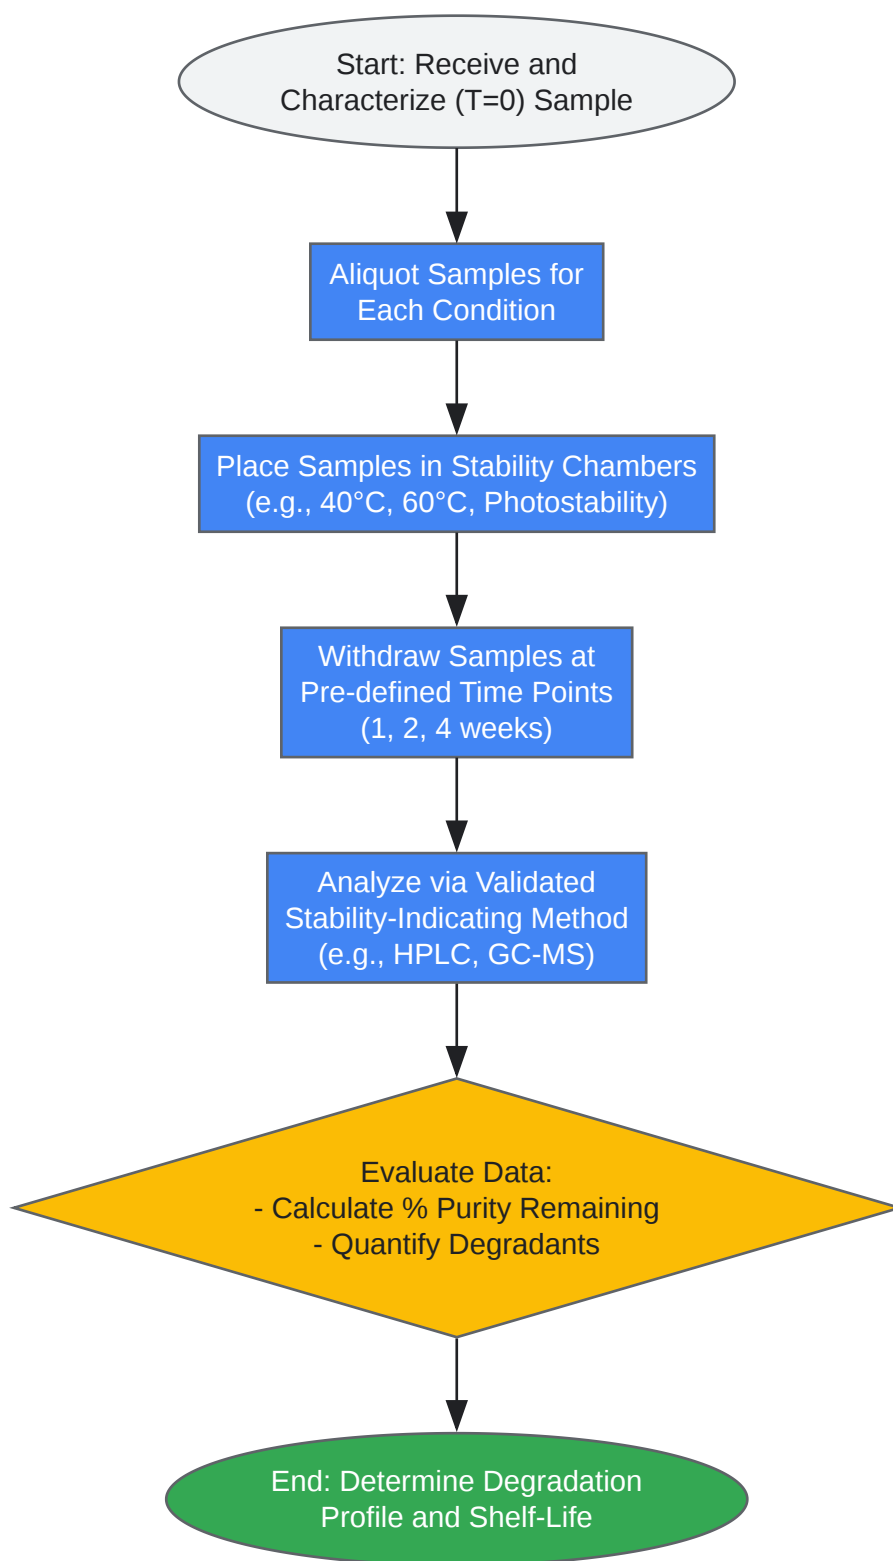 Start: Receive and
Characterize (T=0) Sample
Aliquot Samples for
Each Condition
Place Samples in Stability Chambers
(e.g., 40°C, 60°C, Photostability)
Withdraw Samples at
Pre-defined Time Points
(1, 2, 4 weeks)
Analyze via Validated
Stability-Indicating Method
(e.g., HPLC, GC-MS)
Evaluate Data:
- Calculate % Purity Remaining
- Quantify Degradants
End: Determine Degradation
Profile and Shelf-Life